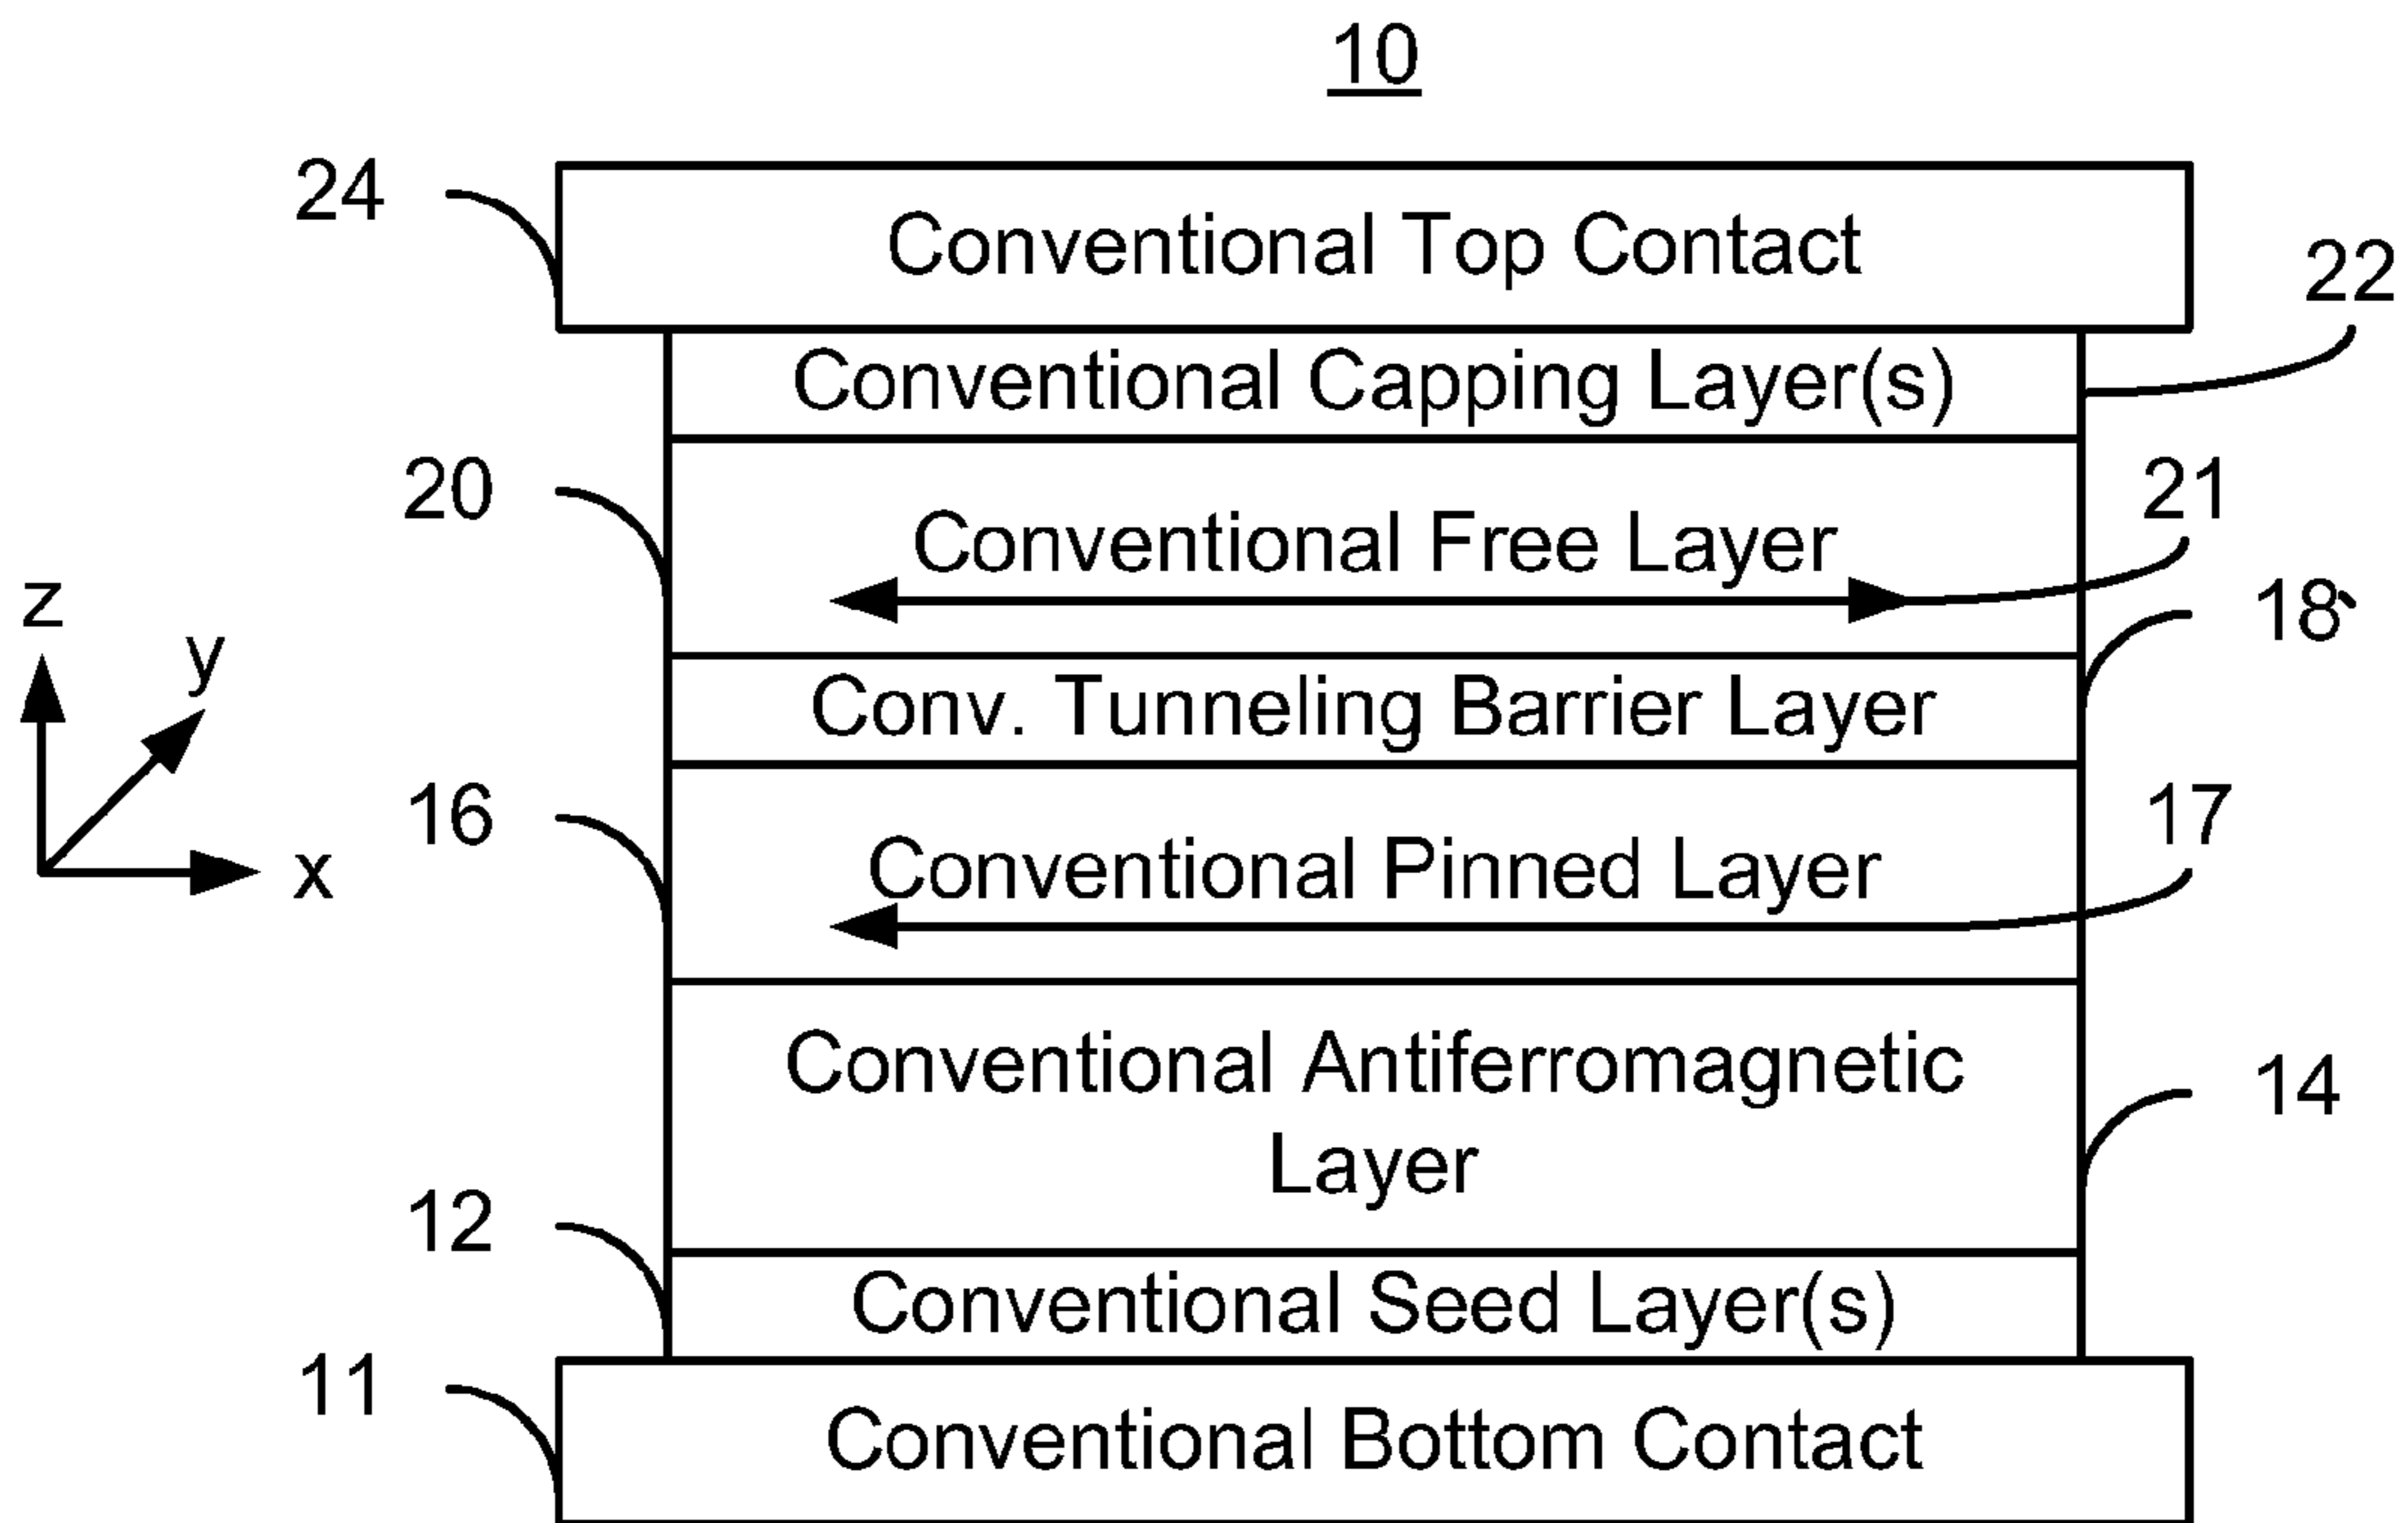 10
24
Conventional Top Contact
22
Conventional Capping Layer(s)
20
Conventional Free Layer
21
z
y
x
18`
Conv. Tunneling Barrier Layer
16
Conventional Pinned Layer
17
Conventional Antiferromagnetic
Layer
14
12
Conventional Seed Layer(s)
11
Conventional Bottom Contact